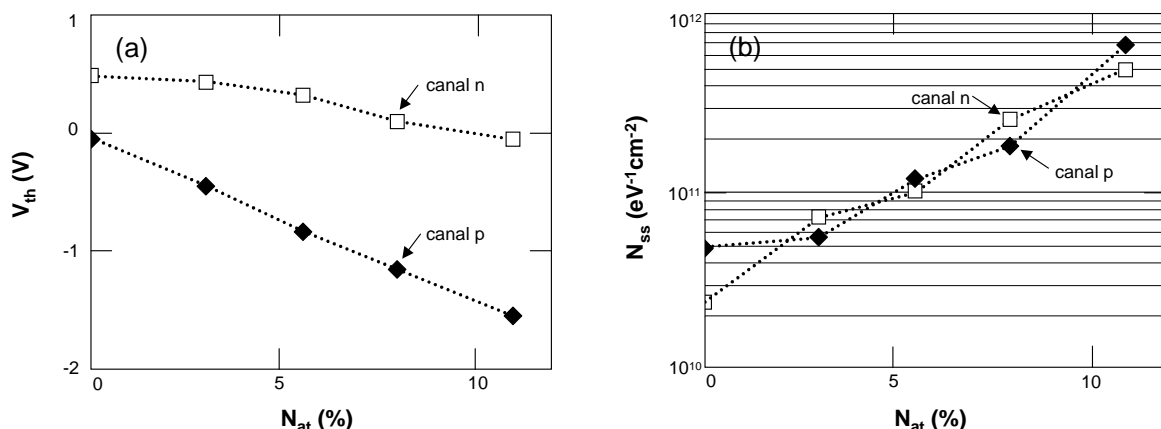 (a)
1
0
-1
-2
V_th (V)
canal n
canal p
0
5
10
N_at (%)
(b)
10^12
10^11
10^10
N_ss (eV^-1cm^-2)
canal n
canal p
0
5
10
N_at (%)